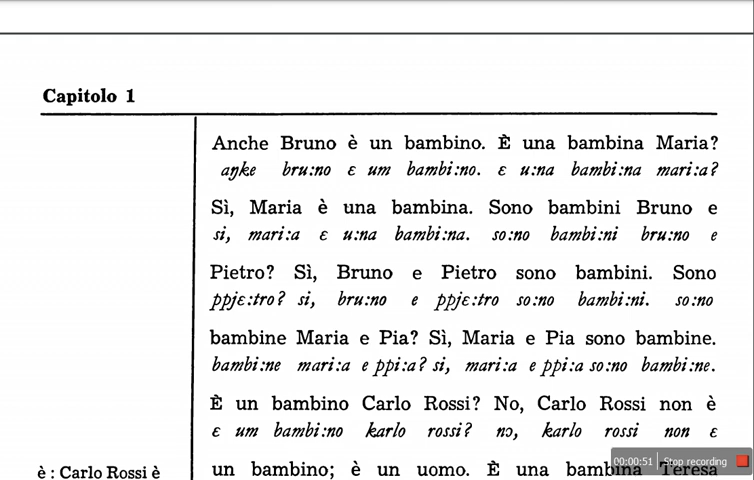 Capitolo 1
Anche Bruno è un bambino. È una bambina Maria?
aŋke bru:no ɛ um bambi:no. ɛ u:na bambi:na mari:a?
Sì, Maria è una bambina. Sono bambini Bruno e
si, mari:a ɛ u:na bambi:na. so:no bambi:ni bru:no e
Pietro? Sì, Bruno e Pietro sono bambini. Sono
ppjɛ:tro? si, bru:no e ppjɛ:tro so:no bambi:ni. so:no
bambine Maria e Pia? Sì, Maria e Pia sono bambine.
bambi:ne mari:a e ppi:a? si, mari:a e ppi:a so:no bambi:ne.
È un bambino Carlo Rossi? No, Carlo Rossi non è
ɛ um bambi:no karlo rossi? nɔ, karlo rossi non ɛ
è : Carlo Rossi è
un bambino; è un uomo. È una bambina Teresa
00:00:51 Stop recording